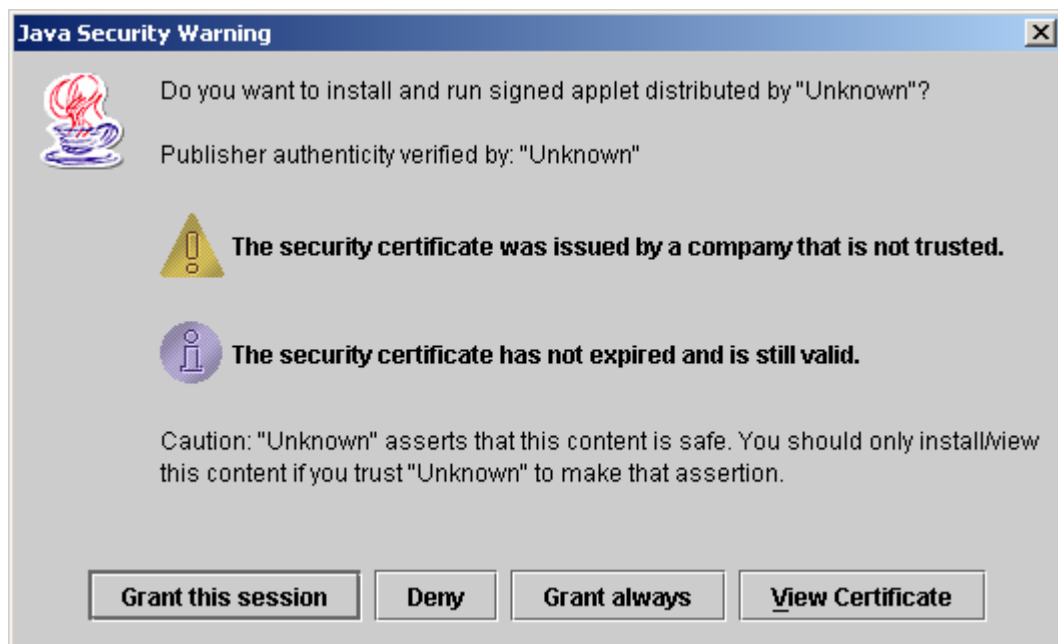 Java Security Warning
Do you want to install and run signed applet distributed by "Unknown"?
Publisher authenticity verified by: "Unknown"
The security certificate was issued by a company that is not trusted.
The security certificate has not expired and is still valid.
Caution: "Unknown" asserts that this content is safe. You should only install/view
this content if you trust "Unknown" to make that assertion.
Grant this session Deny Grant always View Certificate